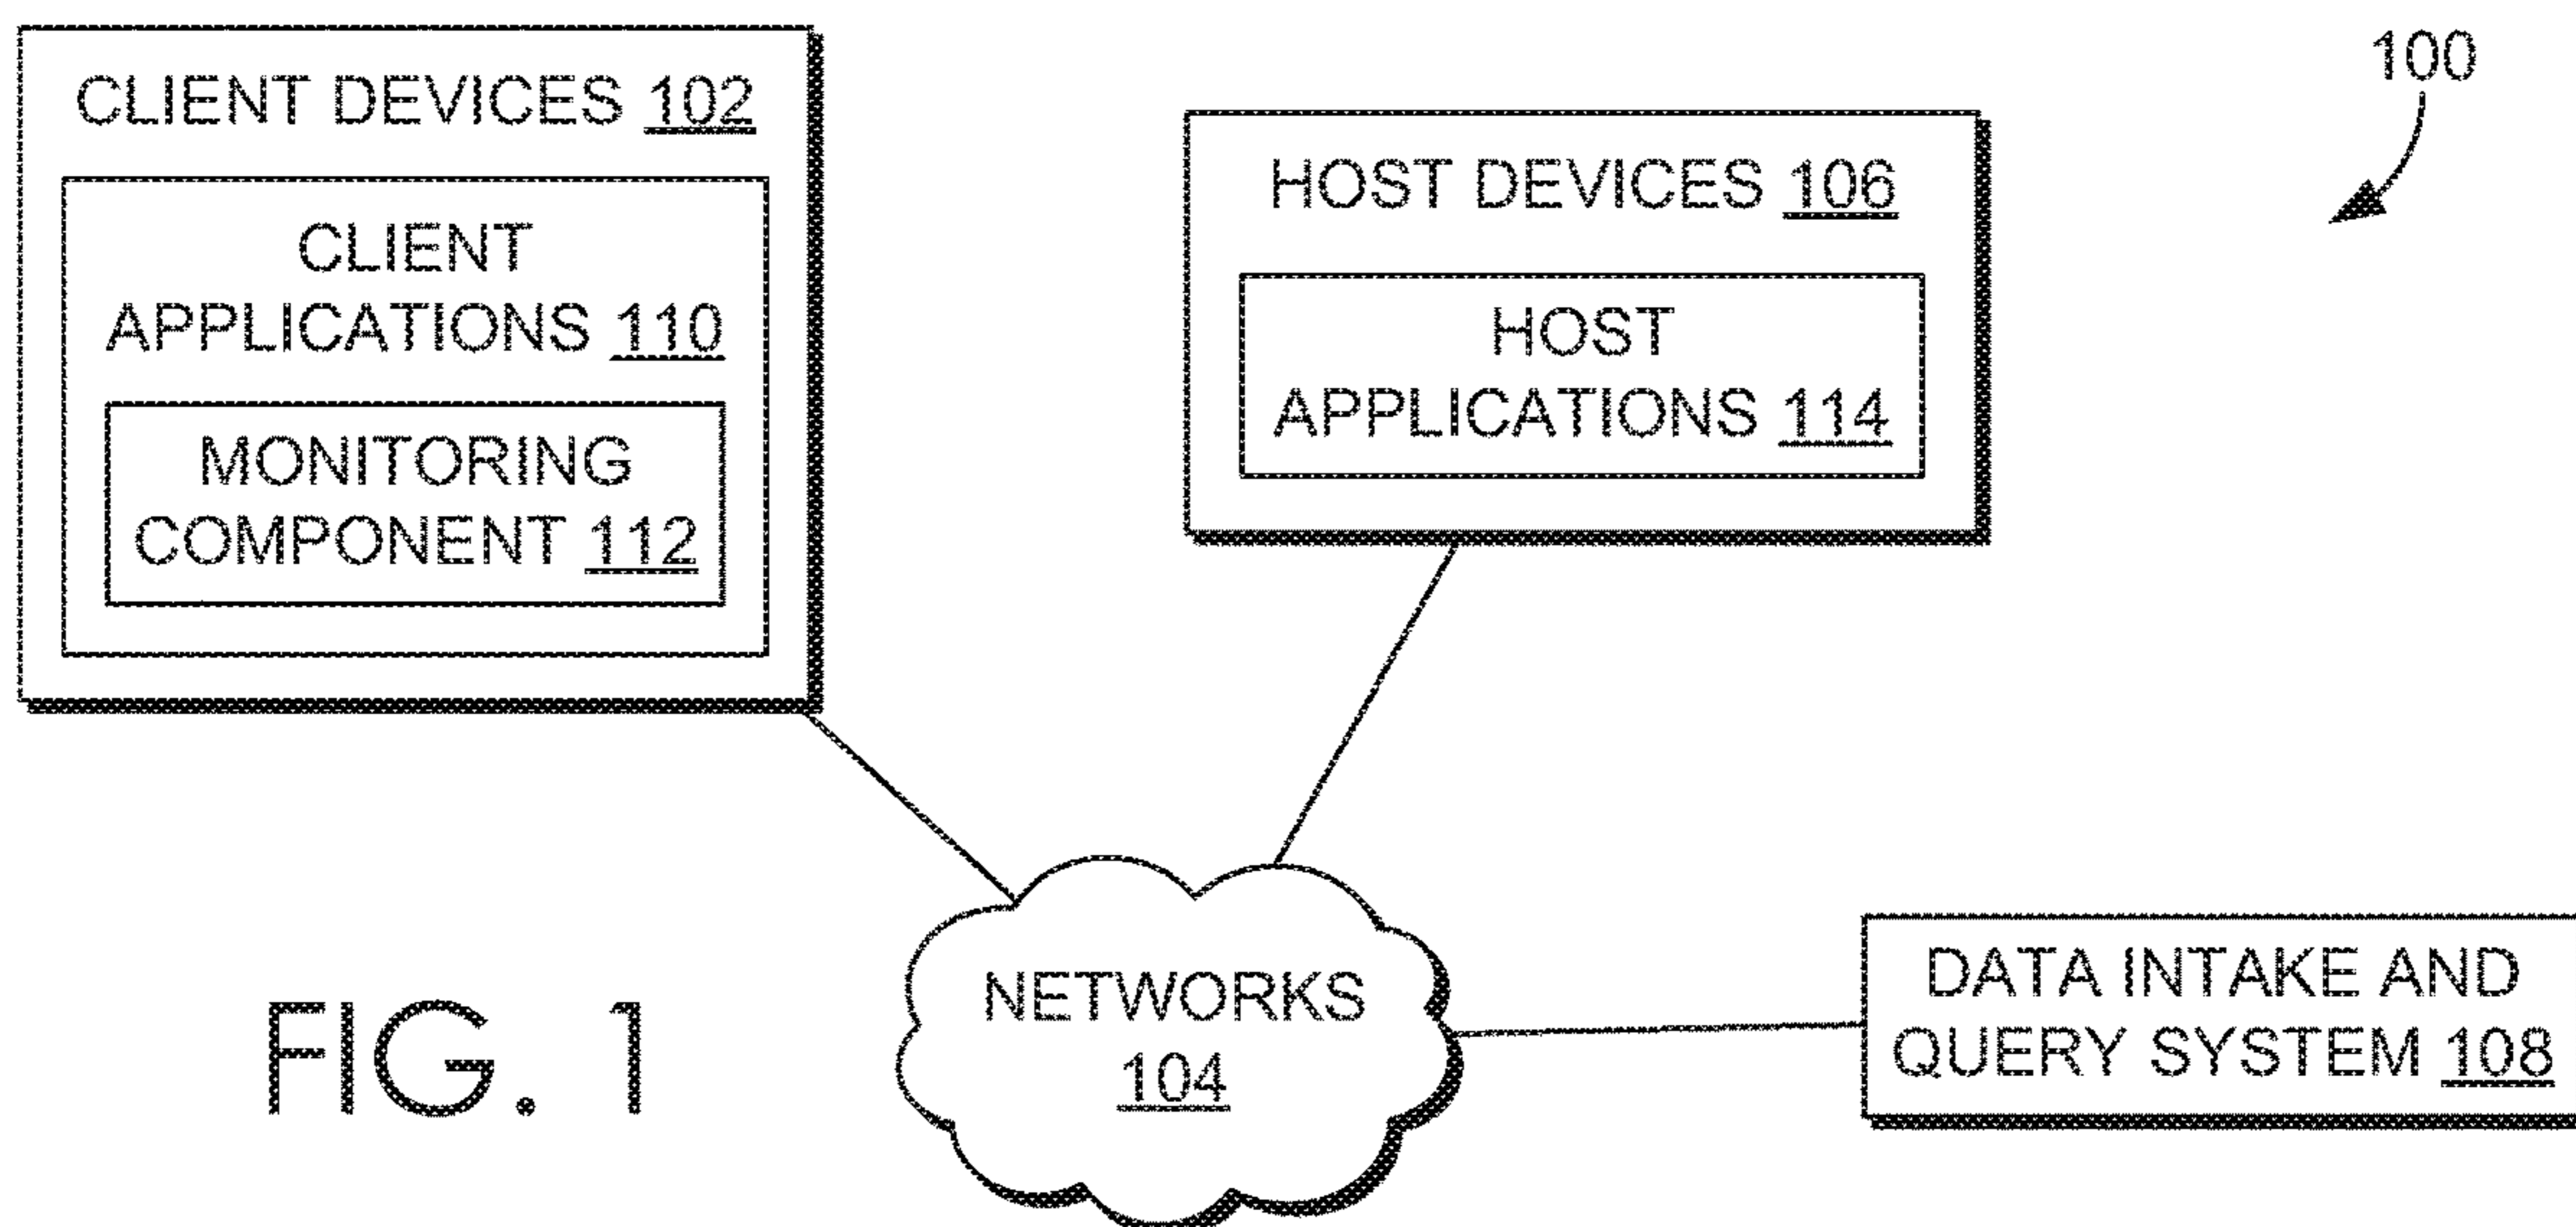 100
CLIENT DEVICES 102
CLIENT
APPLICATIONS 110
MONITORING
COMPONENT 112
HOST DEVICES 106
HOST
APPLICATIONS 114
NETWORKS
104
DATA INTAKE AND
QUERY SYSTEM 108
FIG. 1